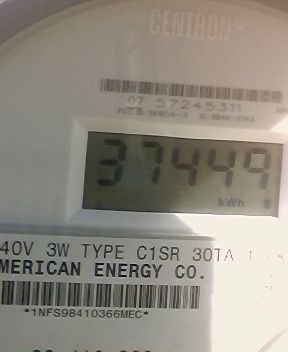 CENTRON
07 57245311
37449
kWh
40V 3W TYPE C1SR 30TA
MERICAN ENERGY CO.
*1NFS98410366MEC*